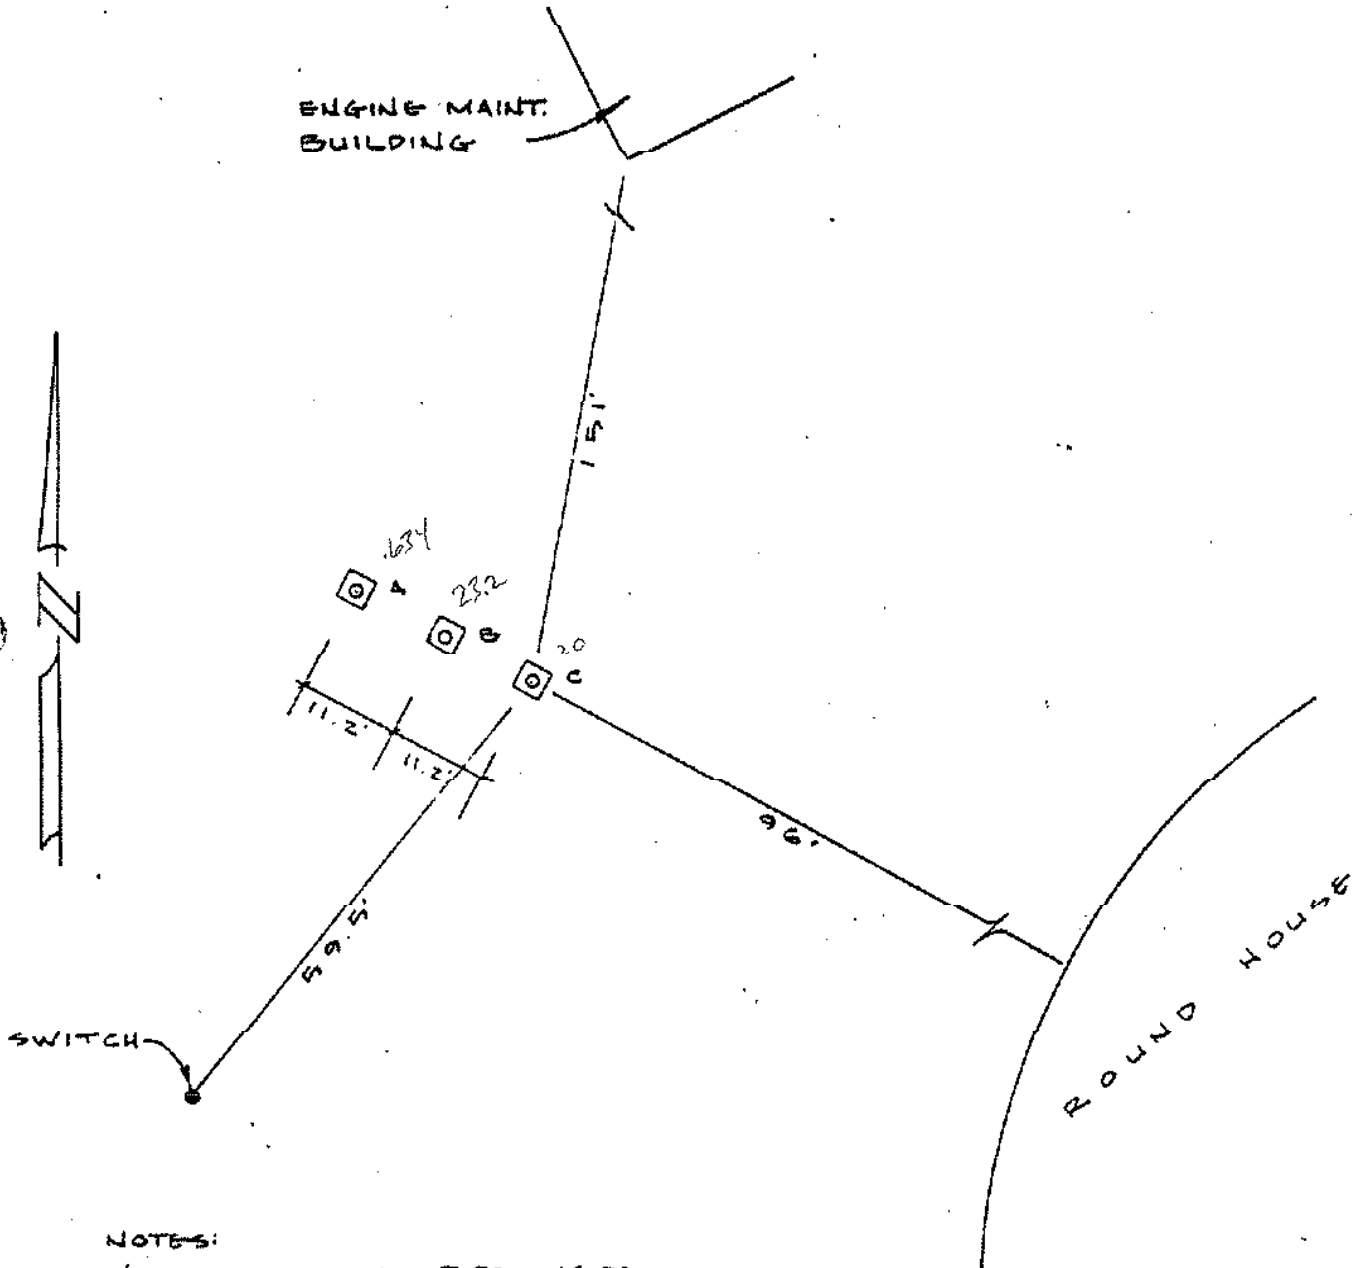 ENGINE MAINT.
BUILDING
151'
.634
A
23.2
B
20
C
11.2'
11.2'
96'
59.5'
N
SWITCH
ROUND HOUSE
NOTES: